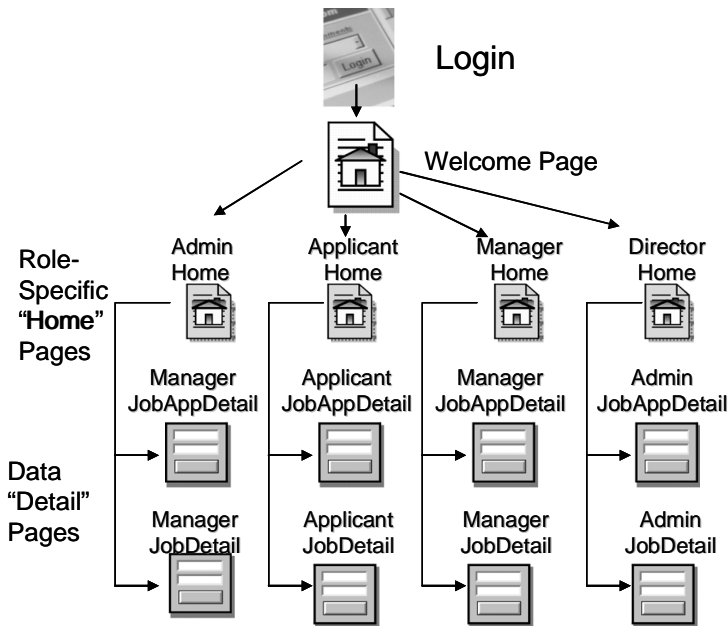 Login
Login
Welcome Page
Role-
Specific
“Home”
Pages
Admin
Home
Applicant
Home
Manager
Home
Director
Home
Manager
JobAppDetail
Applicant
JobAppDetail
Manager
JobAppDetail
Admin
JobAppDetail
Data
“Detail”
Pages
Manager
JobDetail
Applicant
JobDetail
Manager
JobDetail
Admin
JobDetail